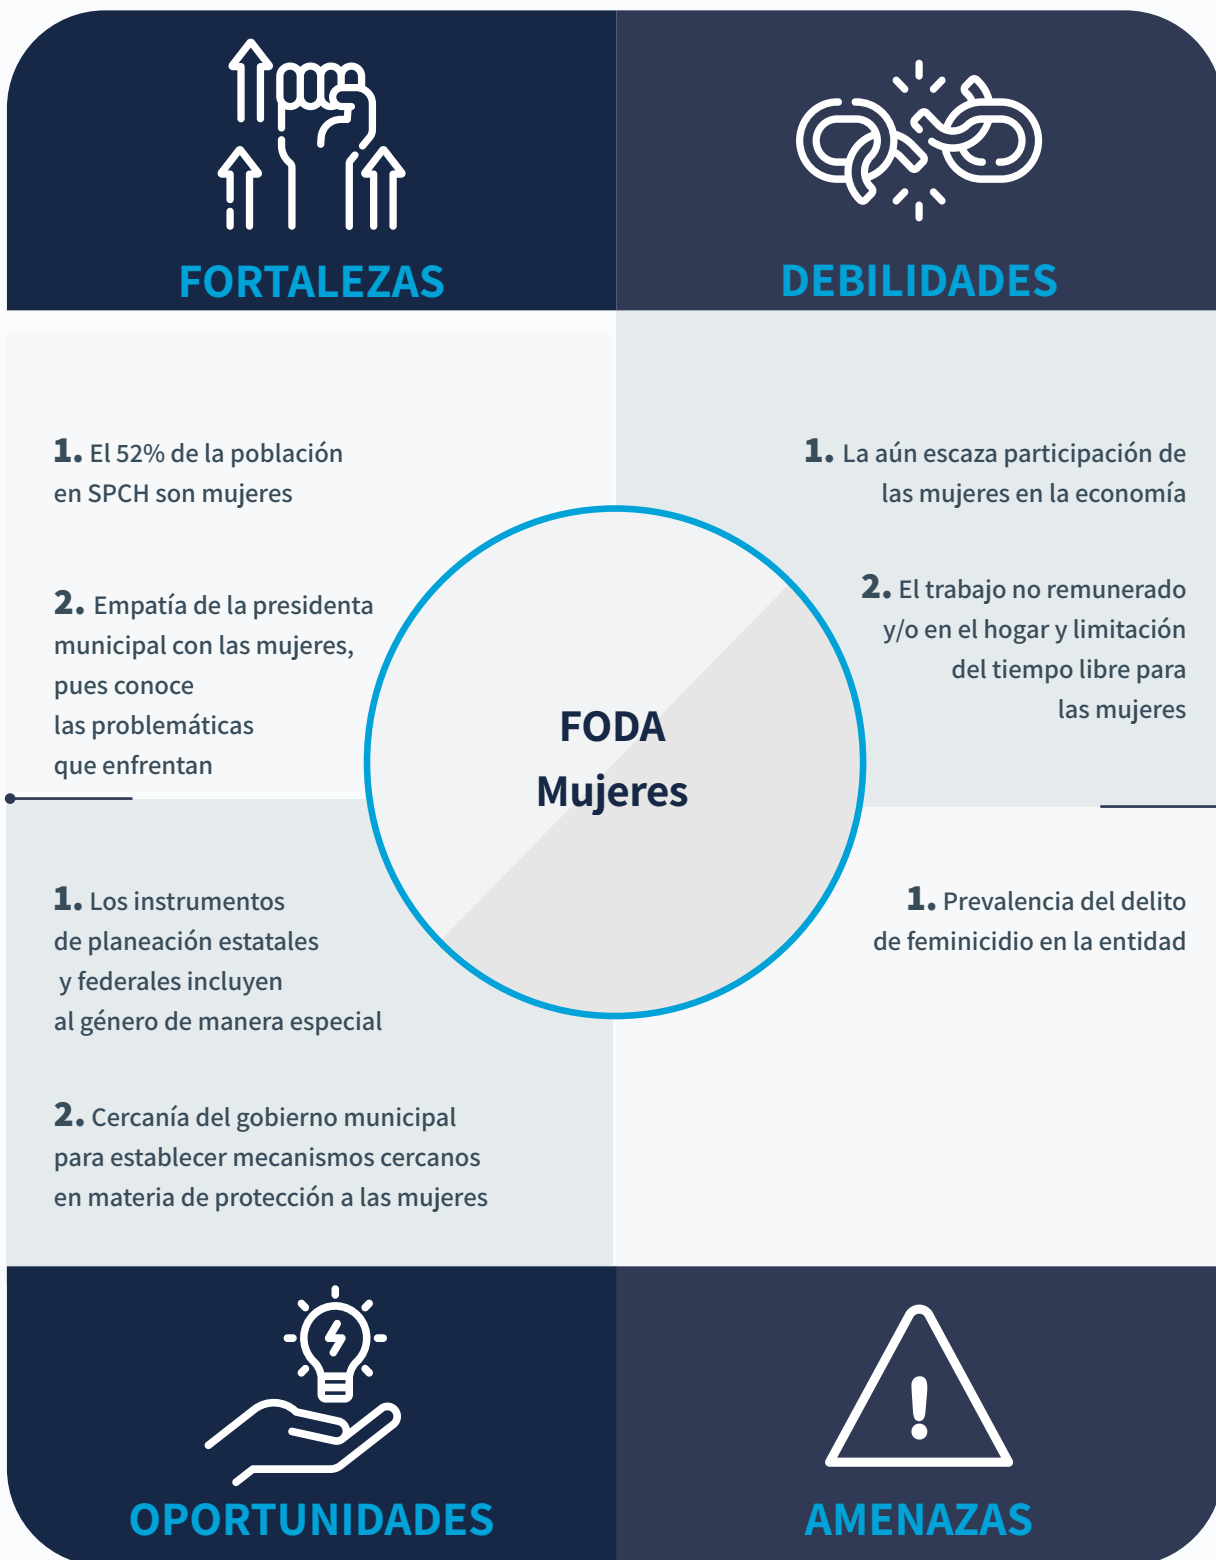 FORTALEZAS
1. El 52% de la población
en SPCH son mujeres
2. Empatía de la presidenta
municipal con las mujeres,
pues conoce
las problemáticas
que enfrentan
DEBILIDADES
1. La aún escaza participación de
las mujeres en la economía
2. El trabajo no remunerado
y/o en el hogar y limitación
del tiempo libre para
las mujeres
FODA
Mujeres
1. Los instrumentos
de planeación estatales
y federales incluyen
al género de manera especial
2. Cercanía del gobierno municipal
para establecer mecanismos cercanos
en materia de protección a las mujeres
OPORTUNIDADES
1. Prevalencia del delito
de feminicidio en la entidad
AMENAZAS